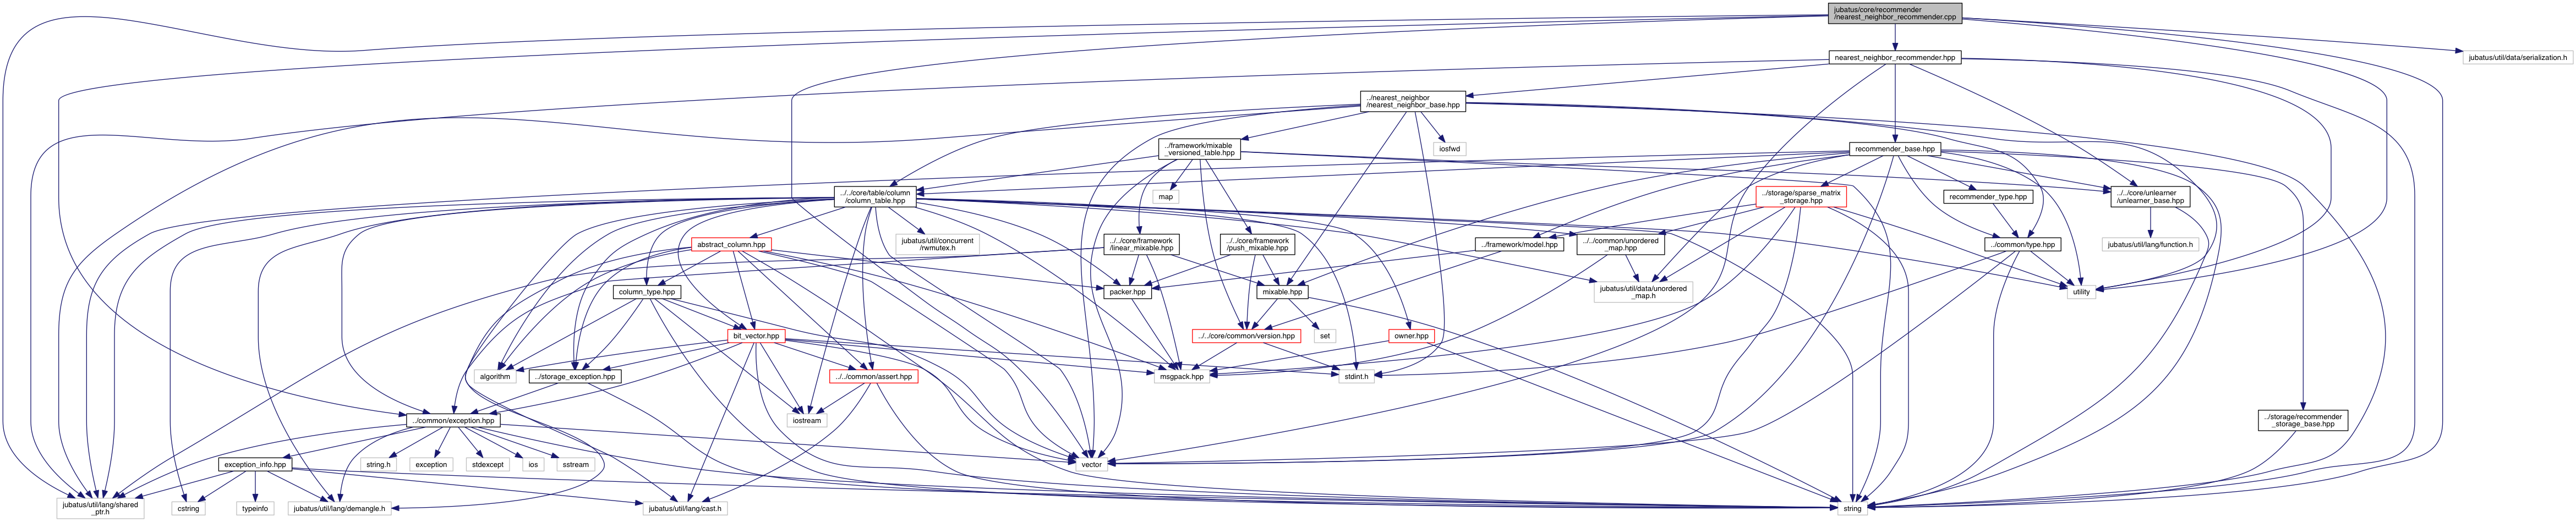 jubatus/core/recommender
/nearest_neighbor_recommender.cpp
nearest_neighbor_recommender.hpp
jubatus/util/data/serialization.h
../nearest_neighbor
/nearest_neighbor_base.hpp
../framework/mixable
_versioned_table.hpp
iosfwd
recommender_base.hpp
../../core/table/column
/column_table.hpp
map
../storage/sparse_matrix
_storage.hpp
recommender_type.hpp
../../core/unlearner
/unlearner_base.hpp
abstract_column.hpp
jubatus/util/concurrent
/rwmutex.h
../../core/framework
/linear_mixable.hpp
../../core/framework
/push_mixable.hpp
../framework/model.hpp
../../common/unordered
_map.hpp
../common/type.hpp
jubatus/util/lang/function.h
column_type.hpp
packer.hpp
mixable.hpp
jubatus/util/data/unordered
_map.h
utility
bit_vector.hpp
../../core/common/version.hpp
set
owner.hpp
algorithm
../storage_exception.hpp
../../common/assert.hpp
msgpack.hpp
stdint.h
../common/exception.hpp
iostream
../storage/recommender
_storage_base.hpp
exception_info.hpp
string.h
exception
stdexcept
ios
sstream
vector
jubatus/util/lang/shared
_ptr.h
cstring
typeinfo
jubatus/util/lang/demangle.h
jubatus/util/lang/cast.h
string